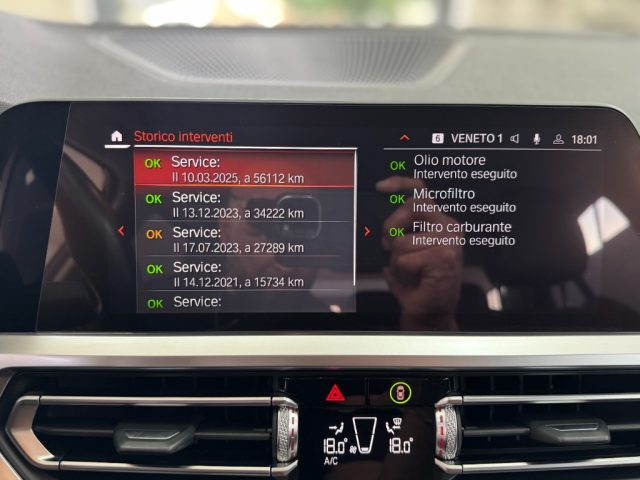 Storico interventi
6 VENETO 1 18:01
OK Service:
Il 10.03.2025, a 56112 km
OK Service:
Il 13.12.2023, a 34222 km
OK Service:
Il 17.07.2023, a 27289 km
OK Service:
Il 14.12.2021, a 15734 km
OK Service:
OK Olio motore
Intervento eseguito
OK Microfiltro
Intervento eseguito
OK Filtro carburante
Intervento eseguito
18.0° 18.0°
A/C